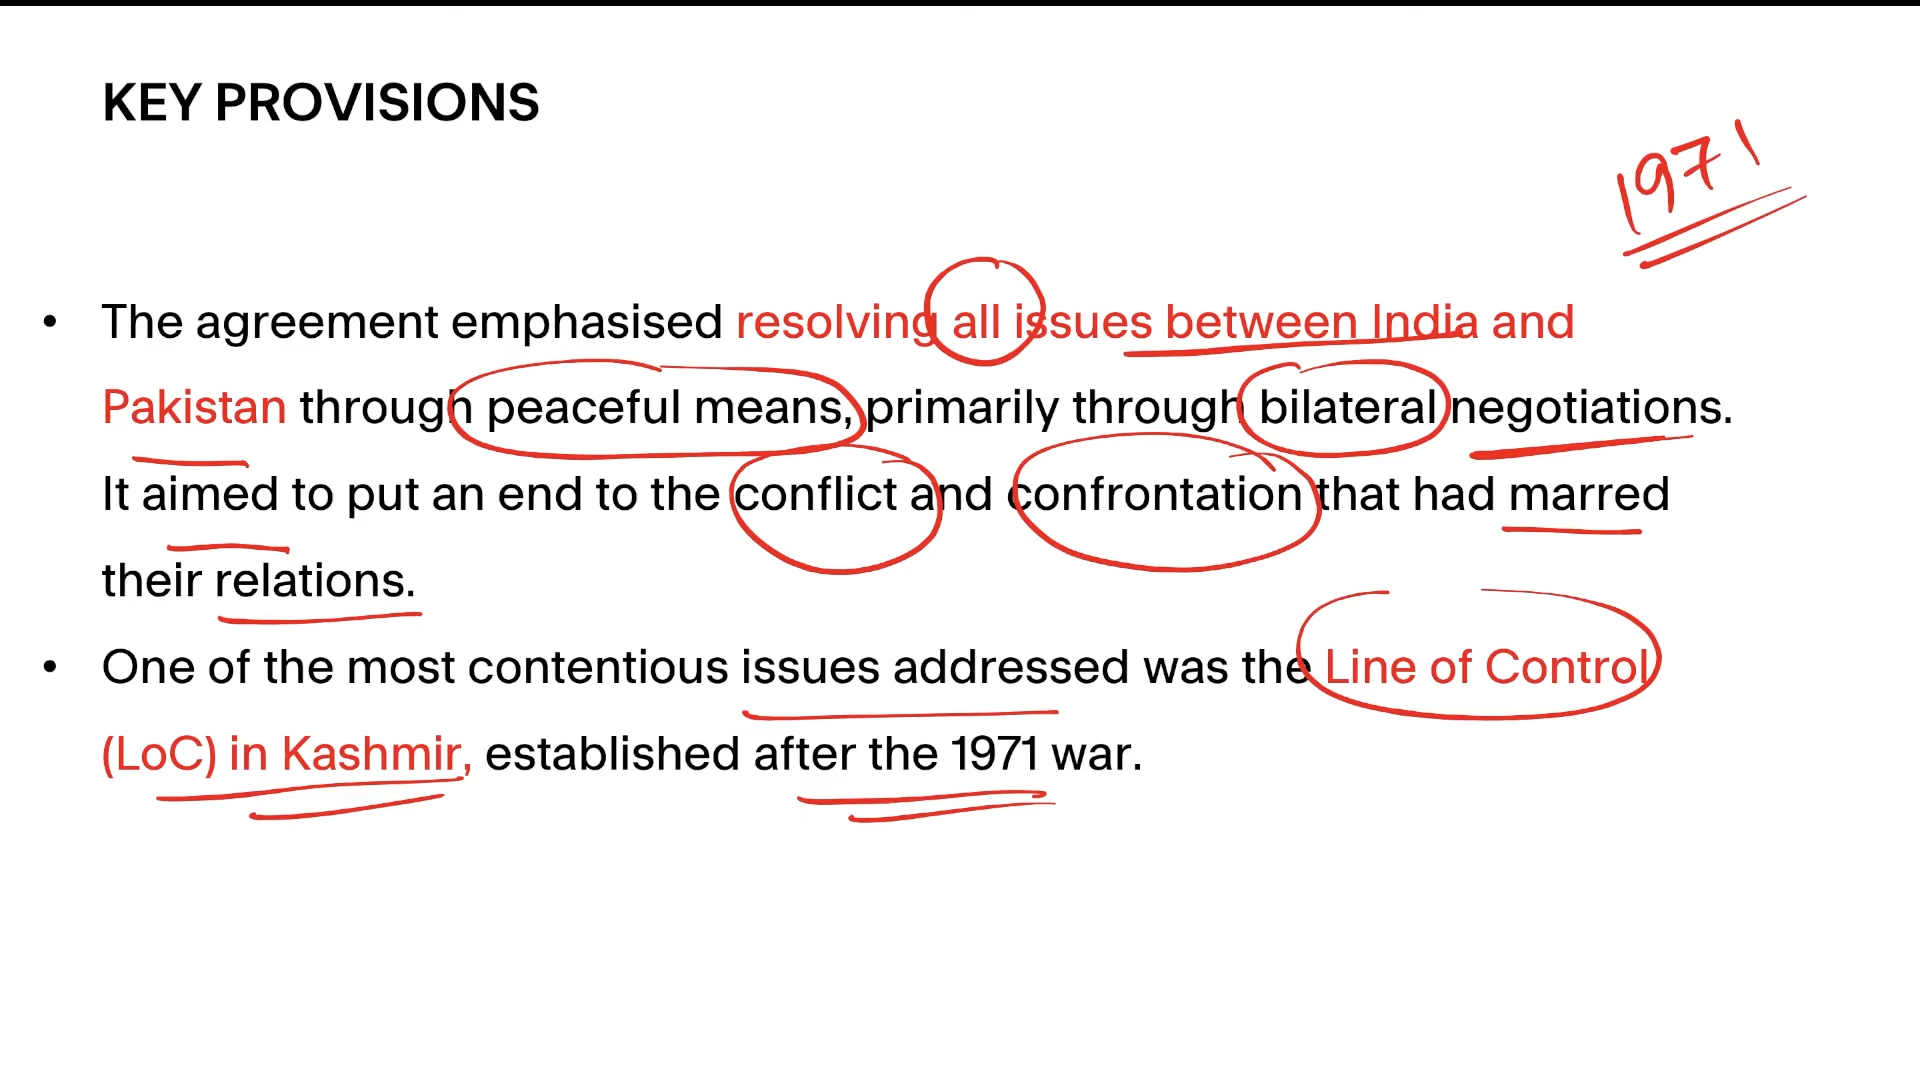 KEY PROVISIONS
1971
• The agreement emphasised resolving all issues between India and
Pakistan through peaceful means, primarily through bilateral negotiations.
It aimed to put an end to the conflict and confrontation that had marred
their relations.
• One of the most contentious issues addressed was the Line of Control
(LoC) in Kashmir, established after the 1971 war.